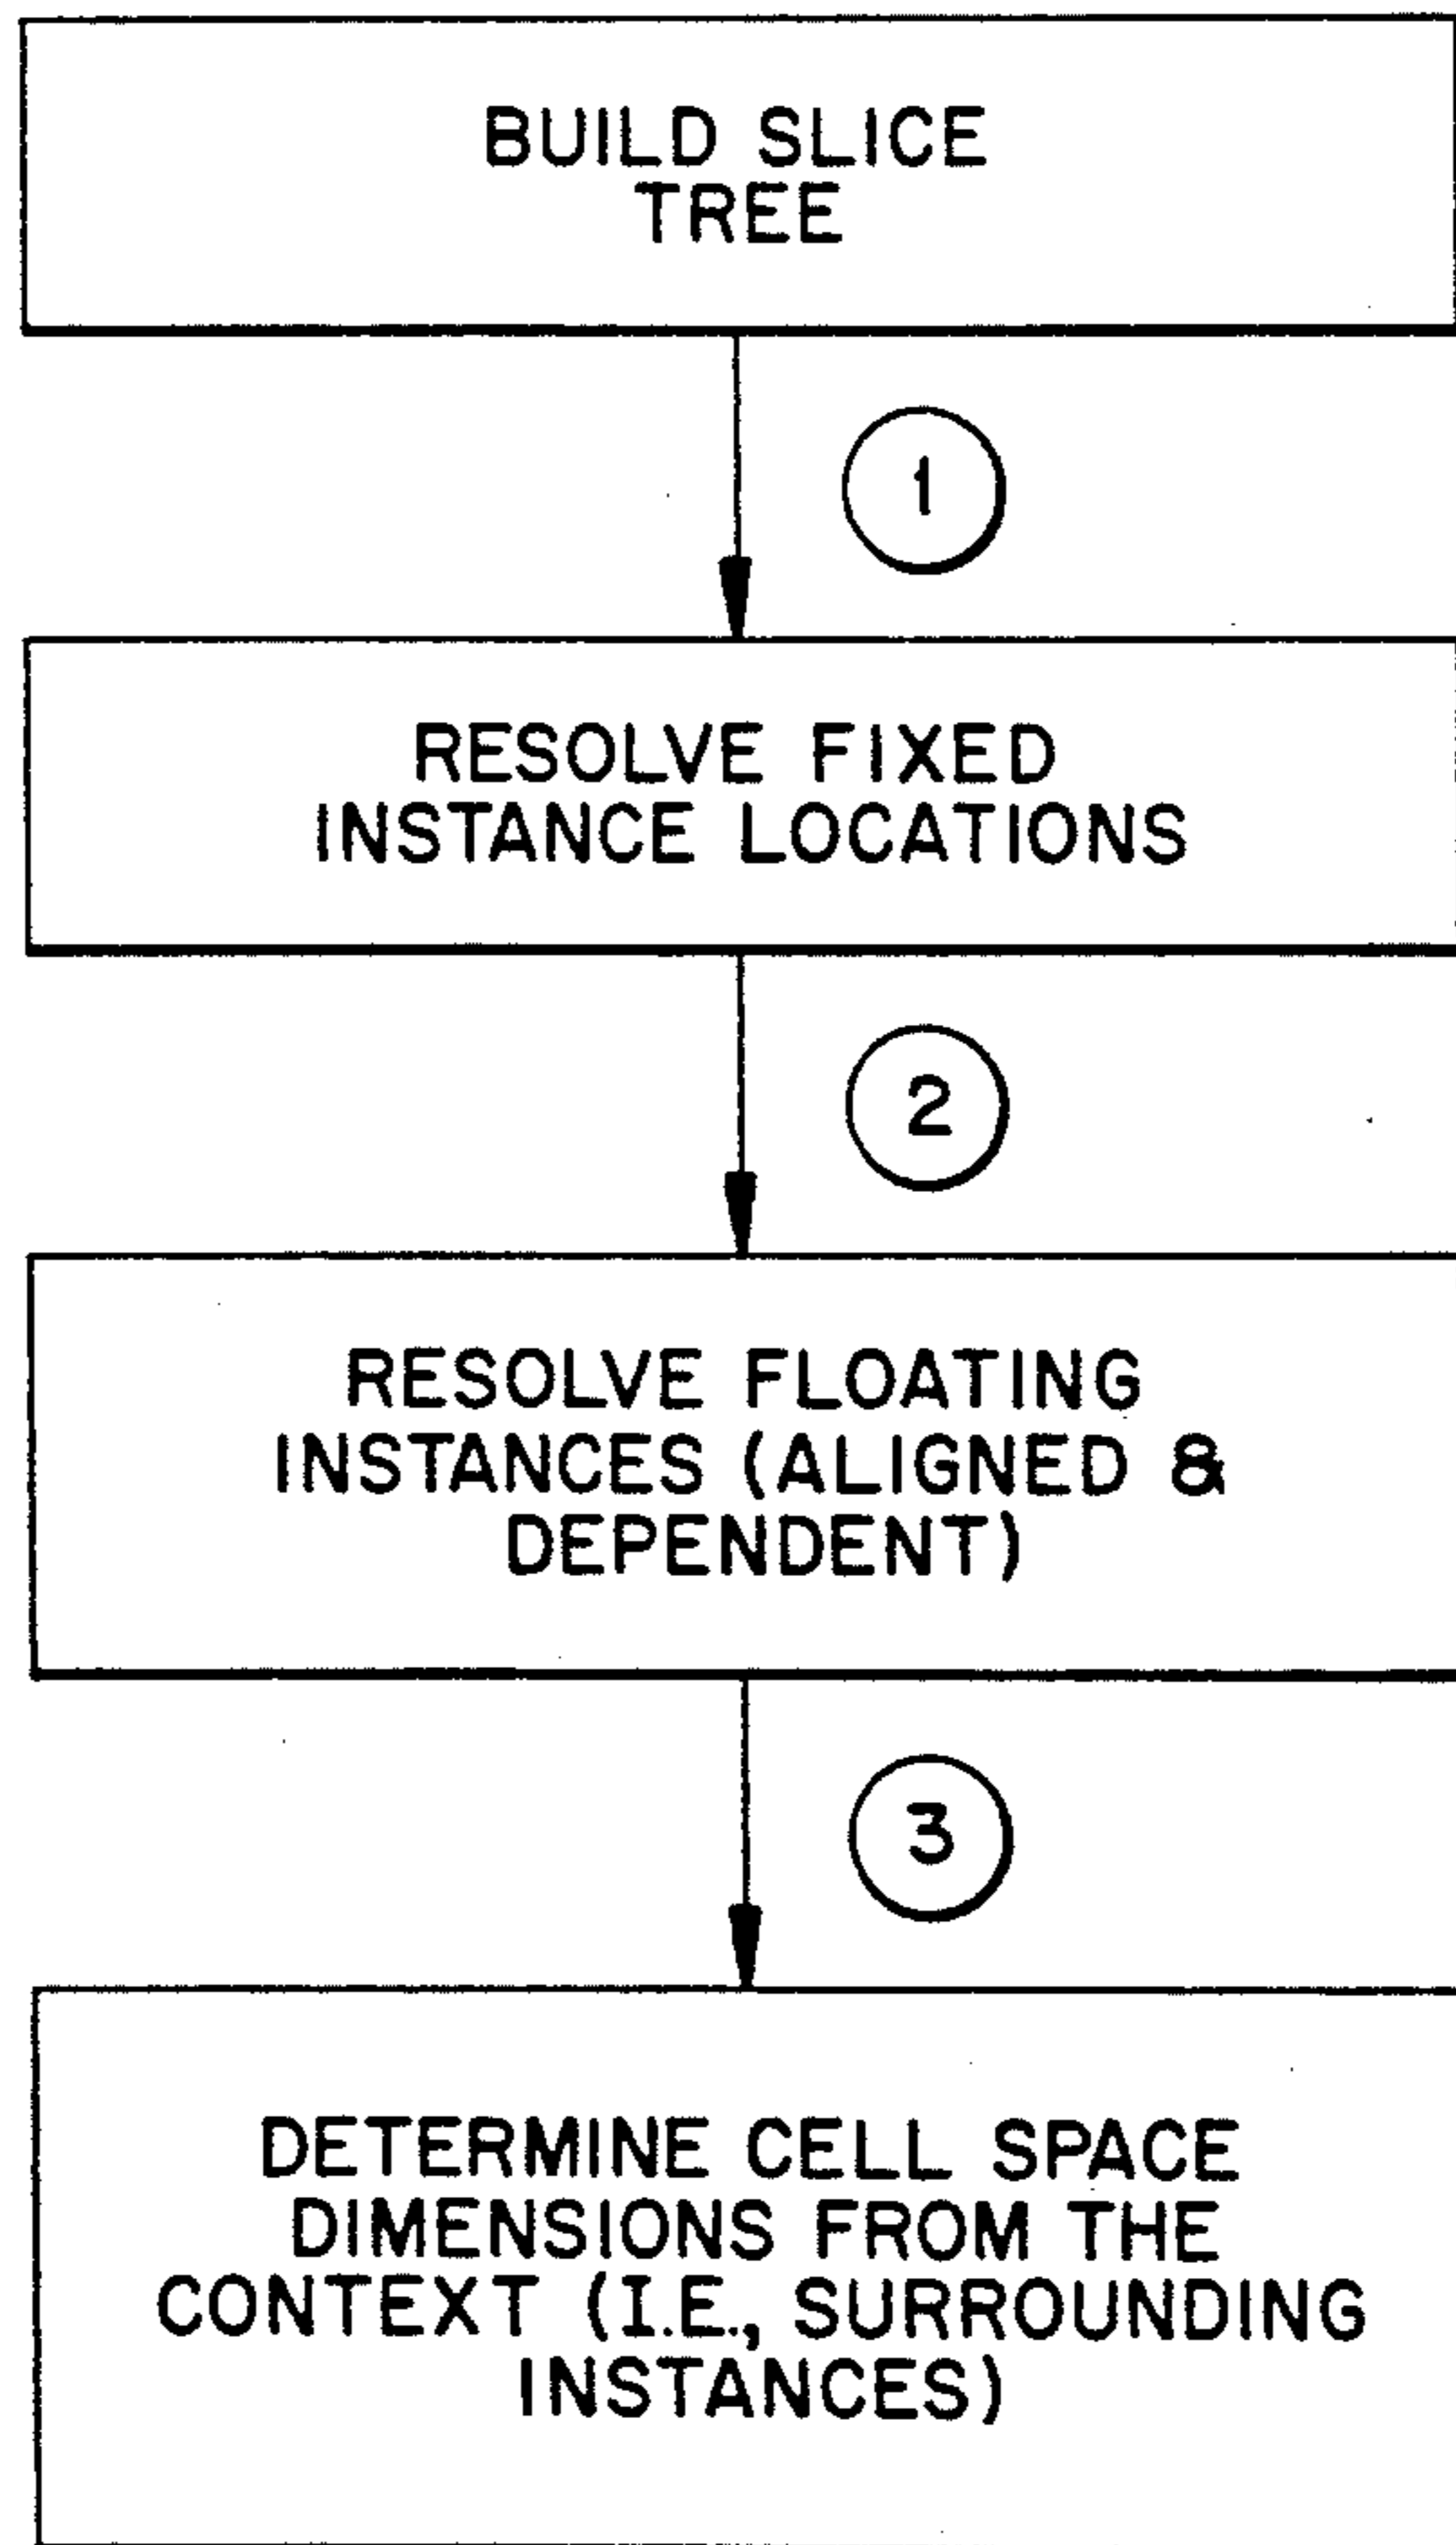 BUILD SLICE
TREE
1
RESOLVE FIXED
INSTANCE LOCATIONS
2
RESOLVE FLOATING
INSTANCES (ALIGNED &
DEPENDENT)
3
DETERMINE CELL SPACE
DIMENSIONS FROM THE
CONTEXT (I.E., SURROUNDING
INSTANCES)